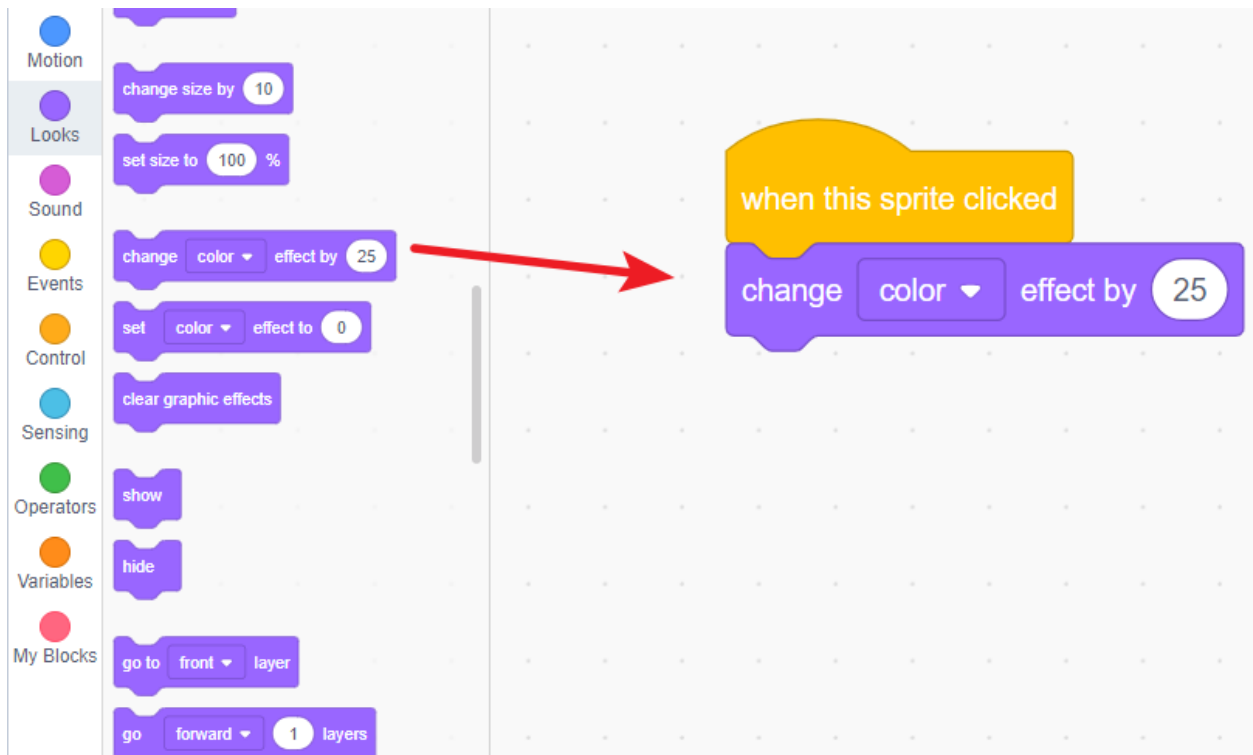 Motion
Looks
Sound
Events
Control
Sensing
Operators
Variables
My Blocks
change size by 10
set size to 100 %
change color effect by 25
set color effect to 0
clear graphic effects
show
hide
go to front layer
go forward 1 layers
when this sprite clicked
change color effect by 25